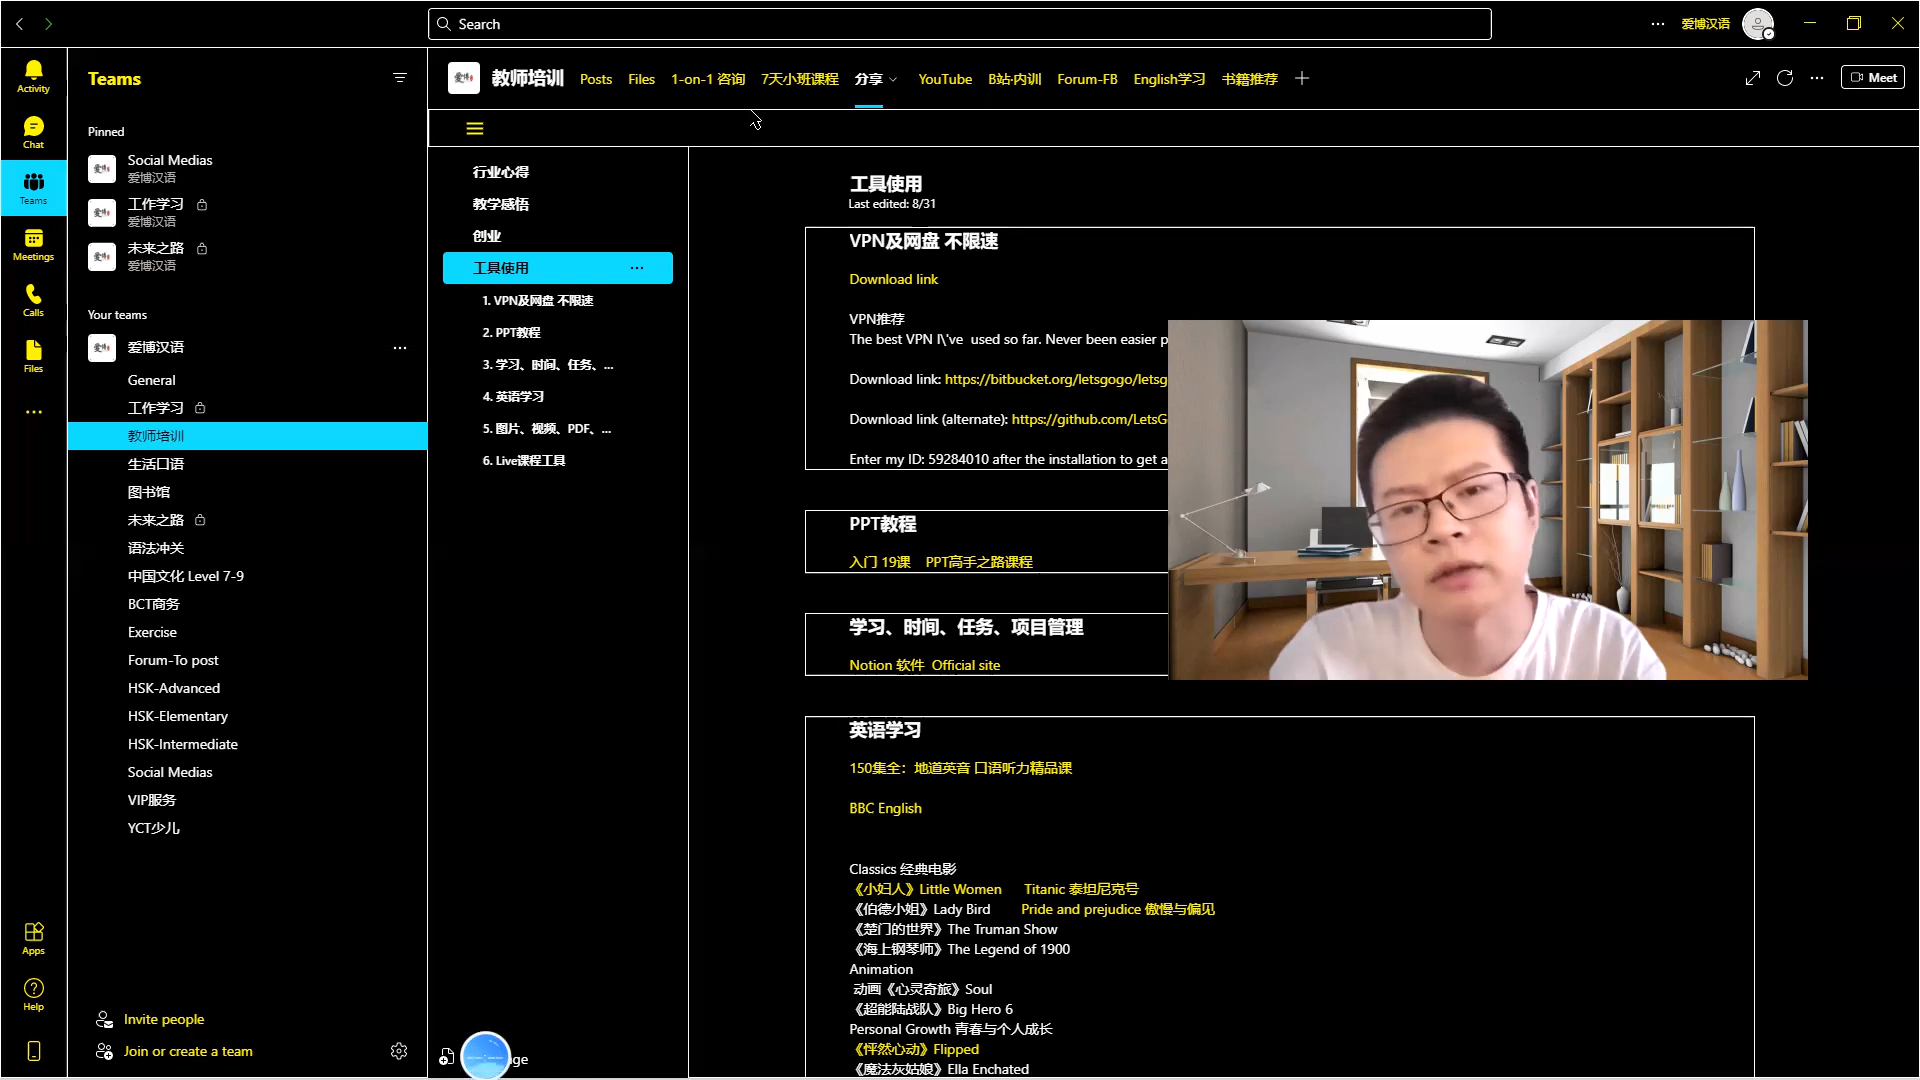 Search
爱博汉语
Activity
Chat
Teams
Meetings
Calls
Files
Apps
Help
Teams
Pinned
Social Medias
爱博汉语
工作学习
爱博汉语
未来之路
爱博汉语
Your teams
爱博汉语
General
工作学习
教师培训
生活口语
图书馆
未来之路
语法冲关
中国文化 Level 7-9
BCT商务
Exercise
Forum-To post
HSK-Advanced
HSK-Elementary
HSK-Intermediate
Social Medias
VIP服务
YCT少儿
Invite people
Join or create a team
教师培训 Posts Files 1-on-1 咨询 7天小班课程 分享 YouTube B站·内训 Forum-FB English学习 书籍推荐
Meet
行业心得
教学感悟
创业
工具使用
1. VPN及网盘 不限速
2. PPT教程
3. 学习、时间、任务、...
4. 英语学习
5. 图片、视频、PDF、...
6. Live课程工具
工具使用
Last edited: 8/31
VPN及网盘 不限速
Download link
VPN推荐
The best VPN I\'ve used so far. Never been easier p
Download link: https://bitbucket.org/letsgogo/letsg
Download link (alternate): https://github.com/LetsG
Enter my ID: 59284010 after the installation to get a
PPT教程
入门 19课 PPT高手之路课程
学习、时间、任务、项目管理
Notion 软件 Official site
英语学习
150集全：地道英音 口语听力精品课
BBC English
Classics 经典电影
《小妇人》Little Women Titanic 泰坦尼克号
《伯德小姐》Lady Bird Pride and prejudice 傲慢与偏见
《楚门的世界》The Truman Show
《海上钢琴师》The Legend of 1900
Animation
动画《心灵奇旅》Soul
《超能陆战队》Big Hero 6
Personal Growth 青春与个人成长
《怦然心动》Flipped
《魔法灰姑娘》Ella Enchated